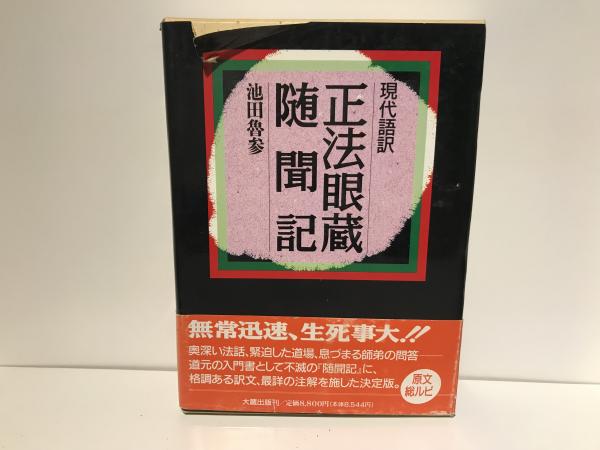 現代語訳
正法眼蔵
随聞記
池田魯参
無常迅速、生死事大!!
奥深い法話、緊迫した道場、息づまる師弟の問答――
道元の入門書として不滅の『随聞記』に、
格調ある訳文、最詳の注解を施した決定版。
原文
総ルビ
大蔵出版刊/定価8,800円〔本体8,544円〕